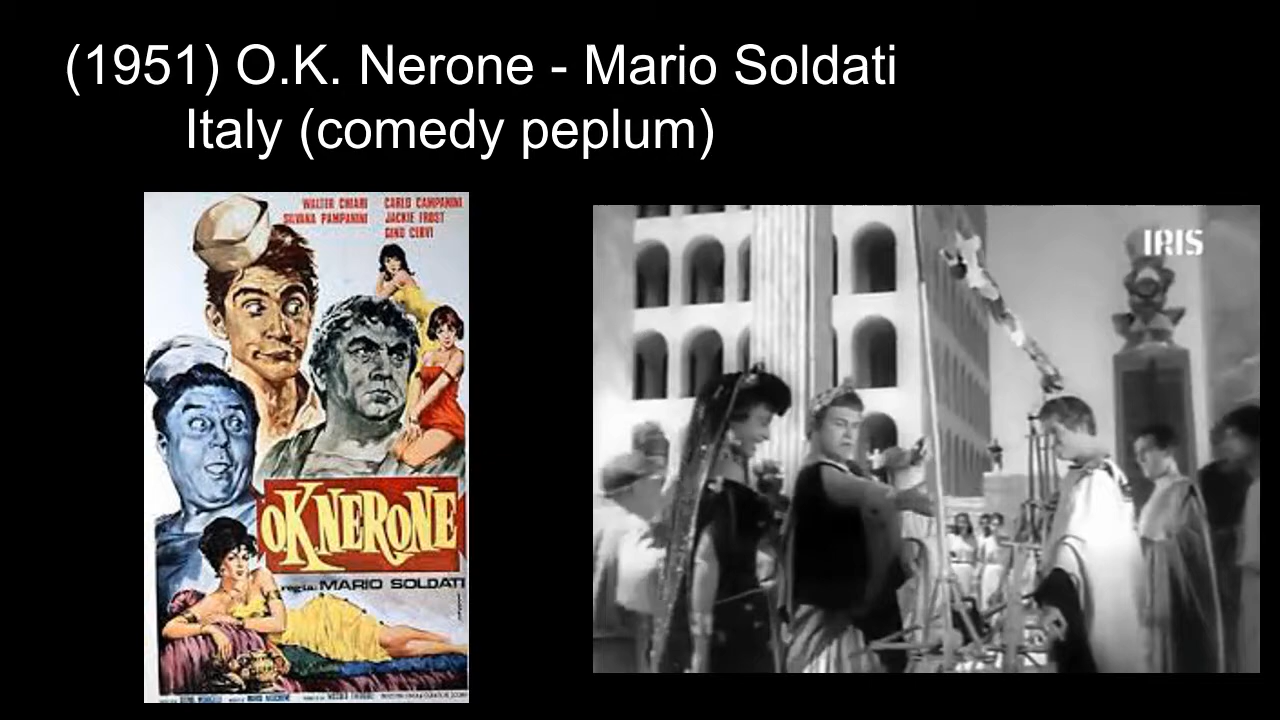 (1951) O.K. Nerone - Mario Soldati
Italy (comedy peplum)
WALTER CHIARI CARLO CAMPANINI
SILVANA PAMPANINI JACKIE FROST
GINO CERVI
IRIS
OK NERONE
regia: MARIO SOLDATI